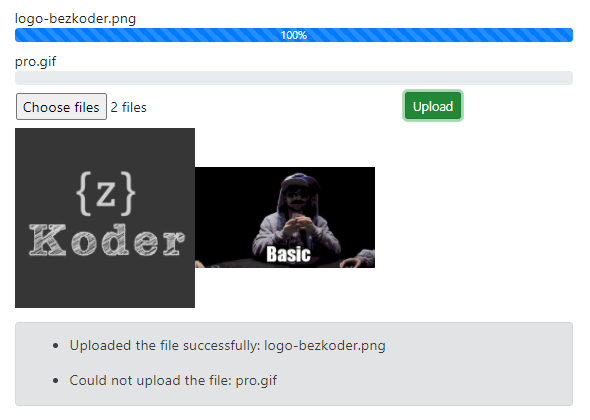 logo-bezkoder.png
100%
pro.gif
Choose files 2 files
Upload
{z}
Koder
Basic
Uploaded the file successfully: logo-bezkoder.png
Could not upload the file: pro.gif